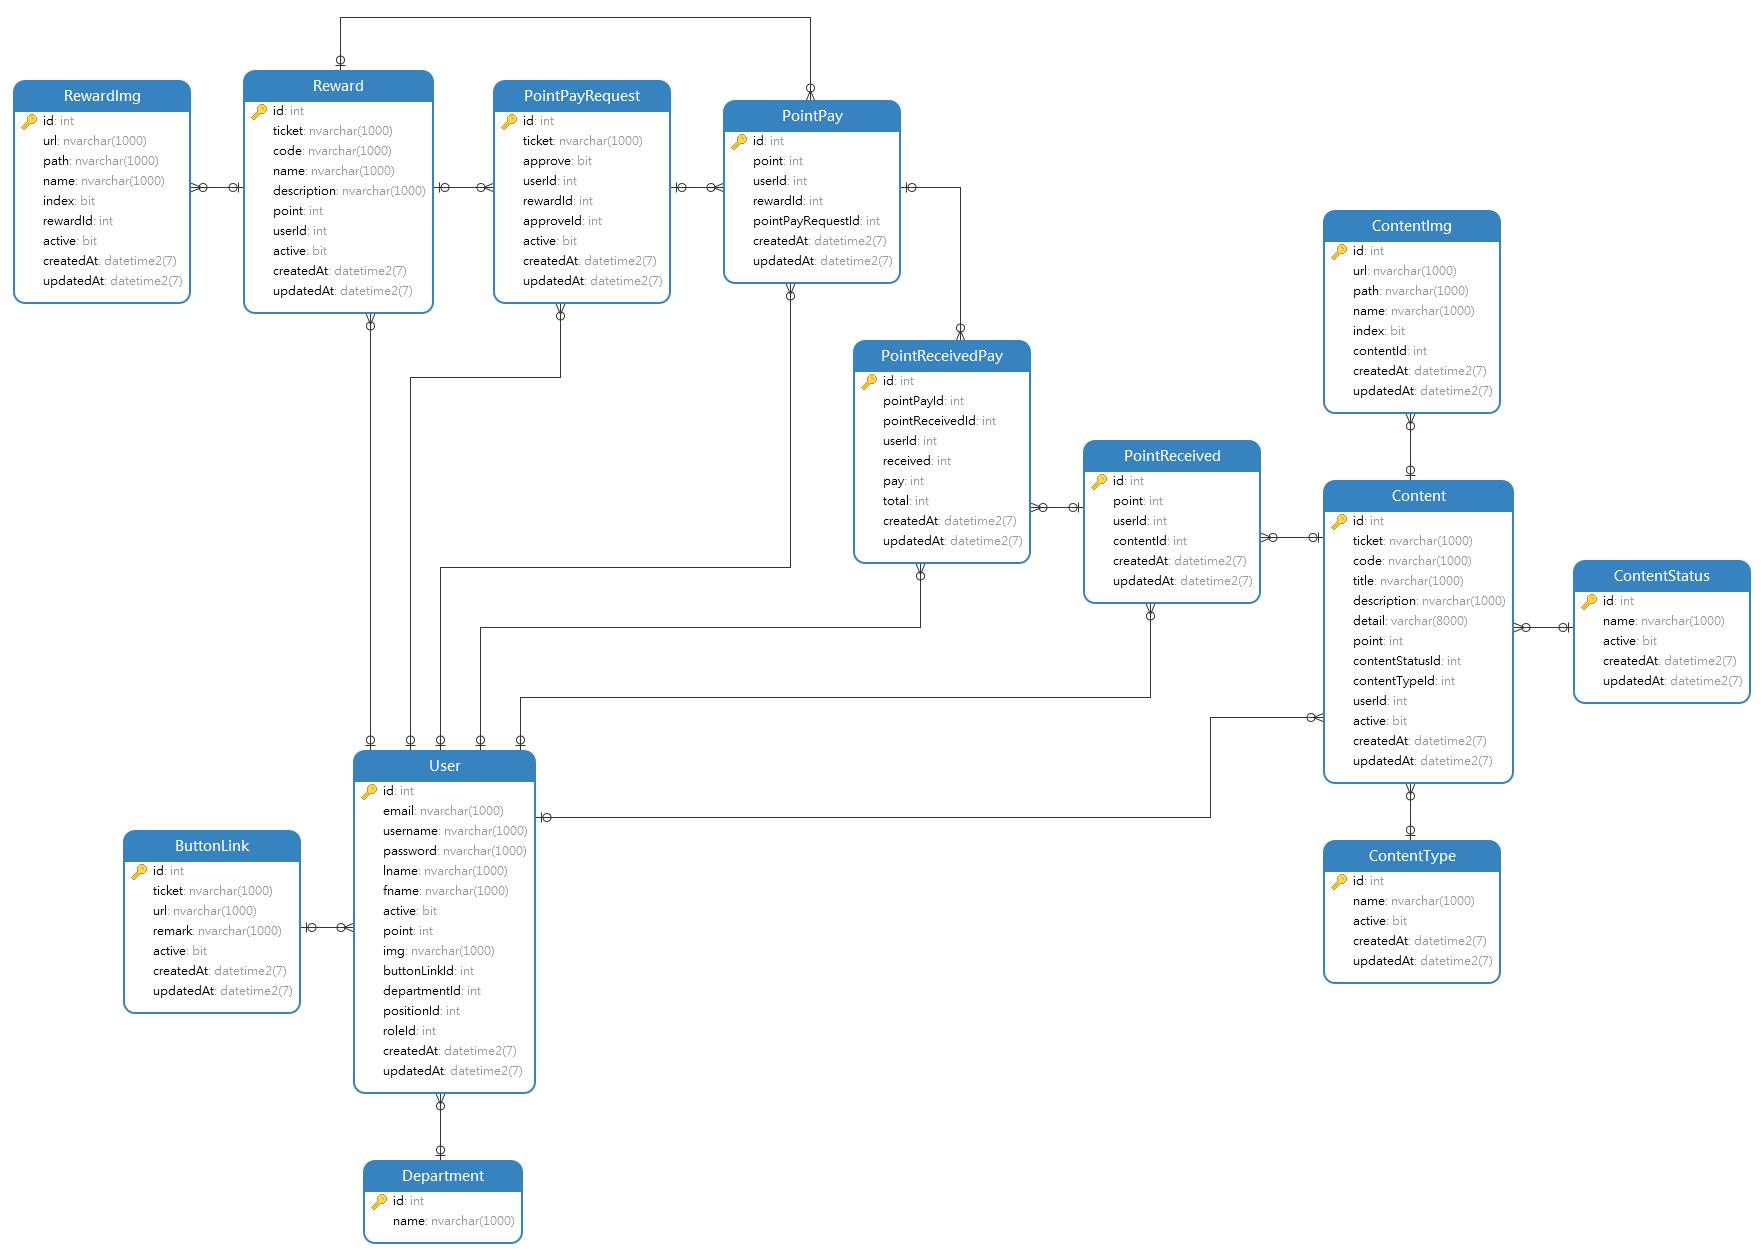 RewardImg
id: int
url: nvarchar(1000)
path: nvarchar(1000)
name: nvarchar(1000)
index: bit
rewardId: int
active: bit
createdAt: datetime2(7)
updatedAt: datetime2(7)
Reward
id: int
ticket: nvarchar(1000)
code: nvarchar(1000)
name: nvarchar(1000)
description: nvarchar(1000)
point: int
userId: int
active: bit
createdAt: datetime2(7)
updatedAt: datetime2(7)
PointPayRequest
id: int
ticket: nvarchar(1000)
approve: bit
userId: int
rewardId: int
approveId: int
active: bit
createdAt: datetime2(7)
updatedAt: datetime2(7)
PointPay
id: int
point: int
userId: int
rewardId: int
pointPayRequestId: int
createdAt: datetime2(7)
updatedAt: datetime2(7)
PointReceivedPay
id: int
pointPayId: int
pointReceivedId: int
userId: int
received: int
pay: int
total: int
createdAt: datetime2(7)
updatedAt: datetime2(7)
PointReceived
id: int
point: int
userId: int
contentId: int
createdAt: datetime2(7)
updatedAt: datetime2(7)
ContentImg
id: int
url: nvarchar(1000)
path: nvarchar(1000)
name: nvarchar(1000)
index: bit
contentId: int
createdAt: datetime2(7)
updatedAt: datetime2(7)
Content
id: int
ticket: nvarchar(1000)
code: nvarchar(1000)
title: nvarchar(1000)
description: nvarchar(1000)
detail: varchar(8000)
point: int
contentStatusId: int
contentTypeId: int
userId: int
active: bit
createdAt: datetime2(7)
updatedAt: datetime2(7)
ContentStatus
id: int
name: nvarchar(1000)
active: bit
createdAt: datetime2(7)
updatedAt: datetime2(7)
User
id: int
email: nvarchar(1000)
username: nvarchar(1000)
password: nvarchar(1000)
lname: nvarchar(1000)
fname: nvarchar(1000)
active: bit
point: int
img: nvarchar(1000)
buttonLinkId: int
departmentId: int
positionId: int
roleId: int
createdAt: datetime2(7)
updatedAt: datetime2(7)
ButtonLink
id: int
ticket: nvarchar(1000)
url: nvarchar(1000)
remark: nvarchar(1000)
active: bit
createdAt: datetime2(7)
updatedAt: datetime2(7)
ContentType
id: int
name: nvarchar(1000)
active: bit
createdAt: datetime2(7)
updatedAt: datetime2(7)
Department
id: int
name: nvarchar(1000)